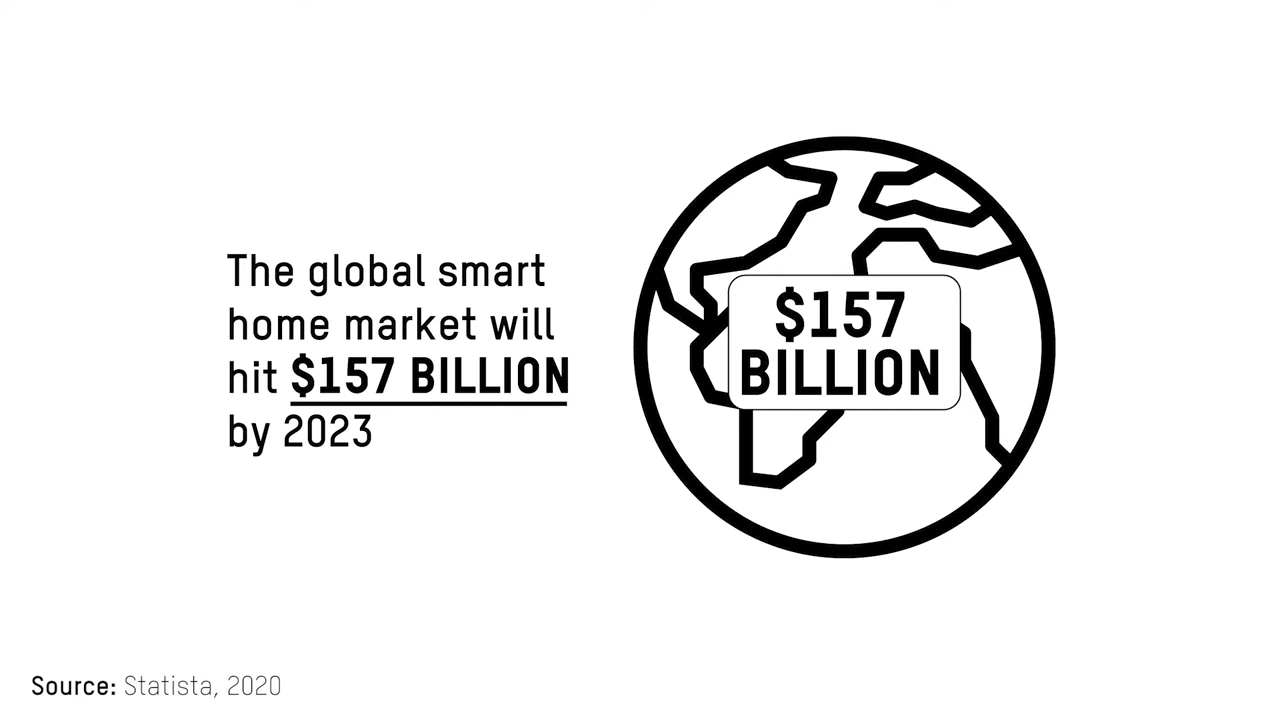 The global smart
home market will
hit $157 BILLION
by 2023
$157
BILLION
Source: Statista, 2020